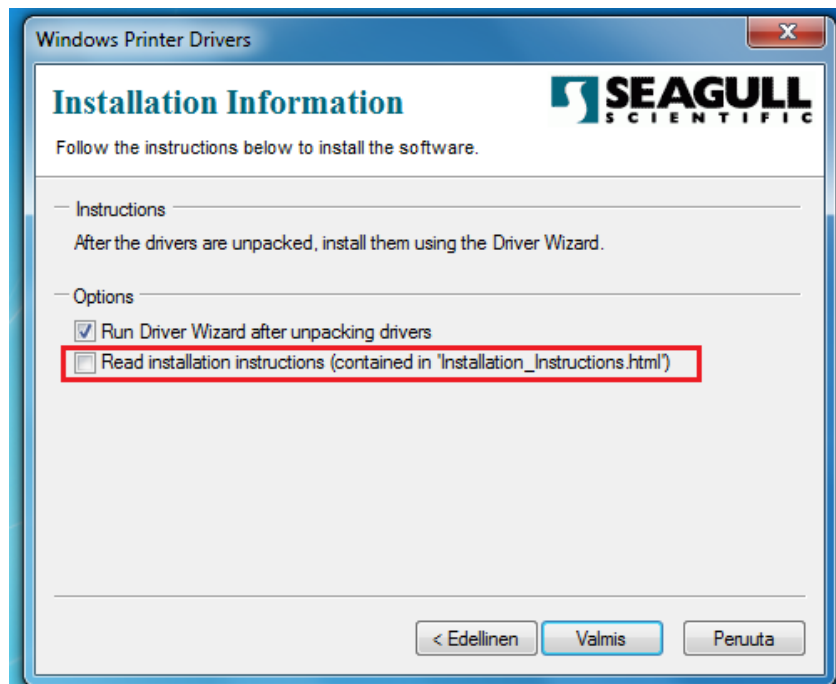 Windows Printer Drivers
Installation Information
SEAGULL
SCIENTIFIC
Follow the instructions below to install the software.
Instructions
After the drivers are unpacked, install them using the Driver Wizard.
Options
Run Driver Wizard after unpacking drivers
Read installation instructions (contained in 'Installation_Instructions.html')
< Edellinen
Valmis
Peruuta